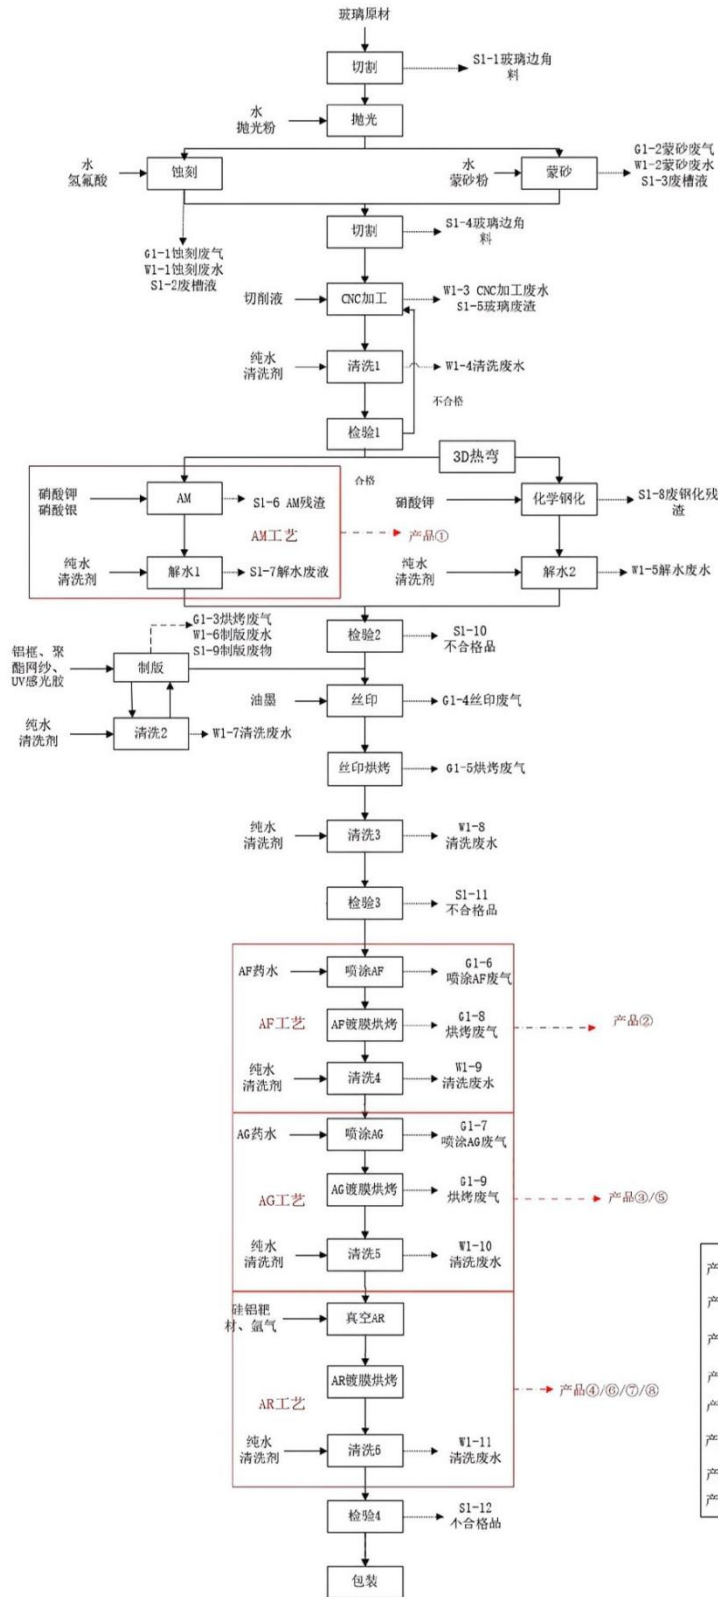 玻璃原材
切割
S1-1玻璃边角
料
水
抛光粉
抛光
水
氢氟酸
蚀刻
水
蒙砂粉
蒙砂
G1-2蒙砂废气
W1-2蒙砂废水
S1-3废槽液
G1-1蚀刻废气
W1-1蚀刻废水
S1-2废槽液
切割
S1-4玻璃边角
料
切削液
CNC加工
W1-3 CNC加工废水
S1-5玻璃废渣
纯水
清洗剂
清洗1
W1-4清洗废水
不合格
检验1
合格
3D热弯
硝酸钾
硝酸银
AM
S1-6 AM残渣
AM工艺
产品①
硝酸钾
化学钢化
S1-8废钢化残
渣
纯水
清洗剂
解水1
S1-7解水废液
纯水
清洗剂
解水2
W1-5解水废水
检验2
S1-10
不合格品
G1-3烘烤废气
W1-6制版废水
S1-9制版废物
铝框、聚
酯网纱、
UV感光胶
制版
油墨
丝印
G1-4丝印废气
纯水
清洗剂
清洗2
W1-7清洗废水
丝印烘烤
G1-5烘烤废气
纯水
清洗剂
清洗3
W1-8
清洗废水
检验3
S1-11
不合格品
AF药水
喷涂AF
G1-6
喷涂AF废气
AF工艺
AF镀膜烘烤
G1-8
烘烤废气
产品②
纯水
清洗剂
清洗4
W1-9
清洗废水
AG药水
喷涂AG
G1-7
喷涂AG废气
AG工艺
AG镀膜烘烤
G1-9
烘烤废气
产品③/⑤
纯水
清洗剂
清洗5
W1-10
清洗废水
硅铝靶
材、氩气
真空AR
AR工艺
AR镀膜烘烤
产品④/⑥/⑦/⑧
纯水
清洗剂
清洗6
W1-11
清洗废水
检验4
S1-12
不合格品
包装
产
产
产
产
产
产
产
产